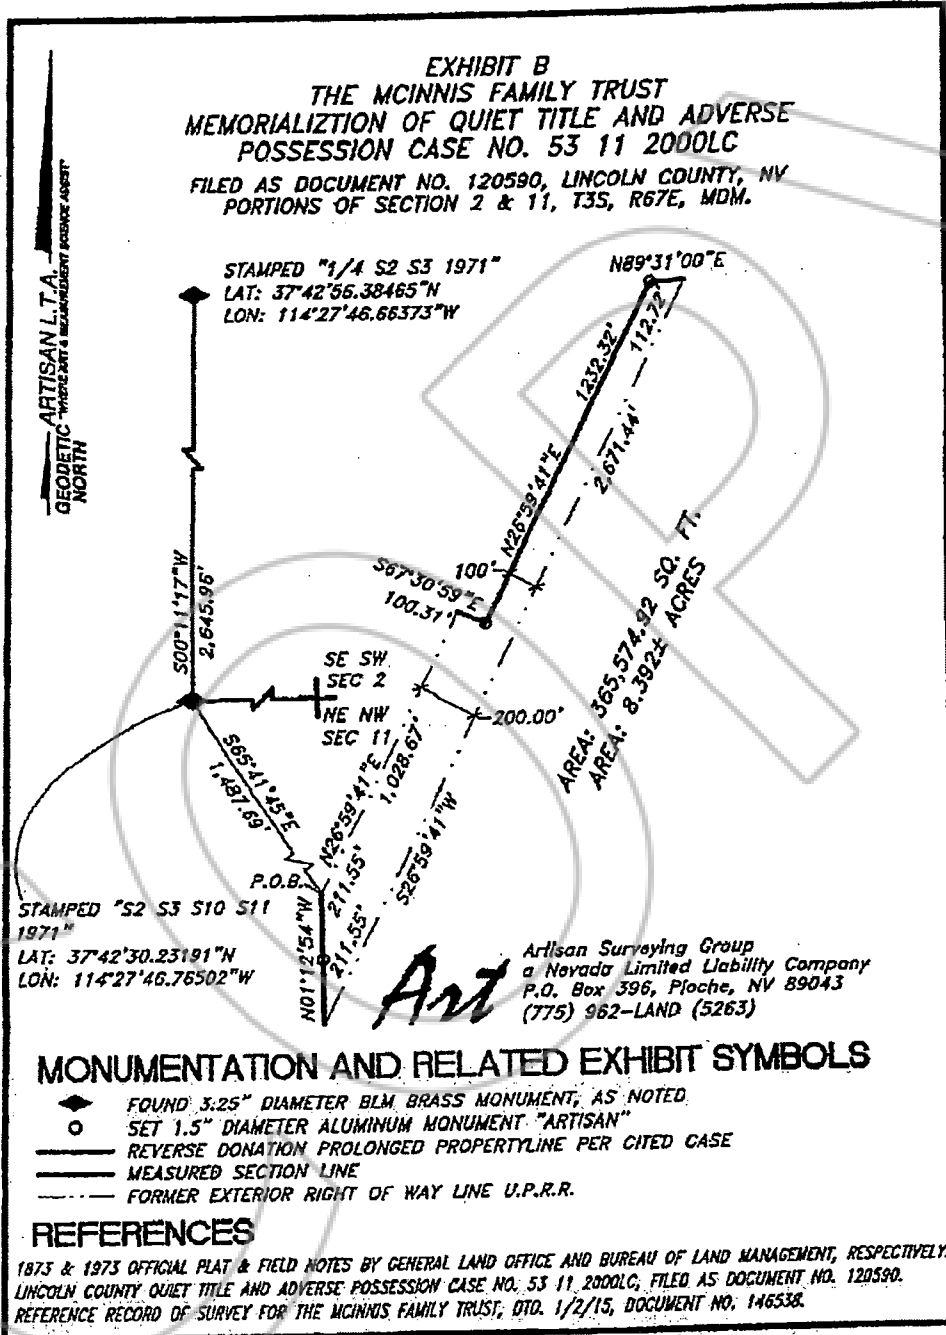 EXHIBIT B
THE MCINNIS FAMILY TRUST
MEMORIALIZTION OF QUIET TITLE AND ADVERSE
POSSESSION CASE NO. 53 11 2000LC
FILED AS DOCUMENT NO. 120590, LINCOLN COUNTY, NV
PORTIONS OF SECTION 2 & 11, T3S, R67E, MDM.
ARTISAN L.T.A.
"WHERE ART & MEASUREMENT SCIENCE ADEPT"
GEODETIC
NORTH
STAMPED "1/4 S2 S3 1971"
LAT: 37°42'56.38465"N
LON: 114°27'46.66373"W
N89°31'00"E
112.72'
1232.32'
N26°59'41"E
2,671.44'
100'
S67°30'59"E
100.31'
S00°11'17"W
2,645.95'
SE SW
SEC 2
NE NW
SEC 11
200.00'
AREA: 365,574.92 SQ. FT.
AREA: 8.392± ACRES
S65°41'45"E
1,487.69'
N26°59'41"E
1,028.67'
S26°59'41"W
P.O.B.
211.55'
211.55'
N01°12'54"W
STAMPED "S2 S3 S10 S11
1971"
LAT: 37°42'30.23191"N
LON: 114°27'46.76502"W
Art
Artisan Surveying Group
a Nevada Limited Liability Company
P.O. Box 396, Pioche, NV 89043
(775) 962-LAND (5263)
MONUMENTATION AND RELATED EXHIBIT SYMBOLS
FOUND 3.25" DIAMETER BLM BRASS MONUMENT, AS NOTED
SET 1.5" DIAMETER ALUMINUM MONUMENT "ARTISAN"
REVERSE DONATION PROLONGED PROPERTYLINE PER CITED CASE
MEASURED SECTION LINE
FORMER EXTERIOR RIGHT OF WAY LINE U.P.R.R.
REFERENCES
1873 & 1973 OFFICIAL PLAT & FIELD NOTES BY GENERAL LAND OFFICE AND BUREAU OF LAND MANAGEMENT, RESPECTIVELY.
LINCOLN COUNTY QUIET TITLE AND ADVERSE POSSESSION CASE NO. 53 11 2000LC, FILED AS DOCUMENT NO. 120590.
REFERENCE RECORD OF SURVEY FOR THE MCINNIS FAMILY TRUST, DTD. 1/2/15, DOCUMENT NO. 146538.
COPY